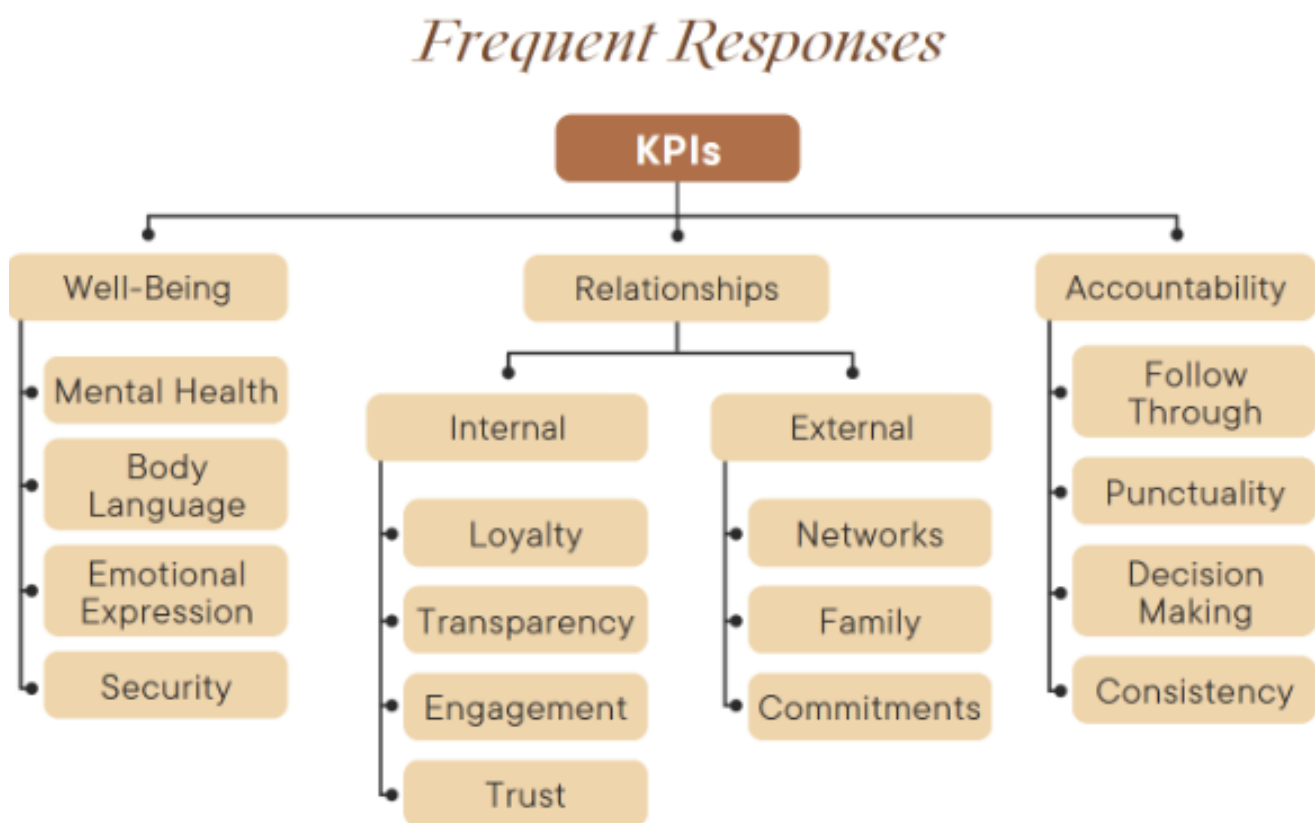 Frequent Responses
KPIs
Well-Being
Mental Health
Body
Language
Emotional
Expression
Security
Relationships
Internal
Loyalty
Transparency
Engagement
Trust
External
Networks
Family
Commitments
Accountability
Follow
Through
Punctuality
Decision
Making
Consistency